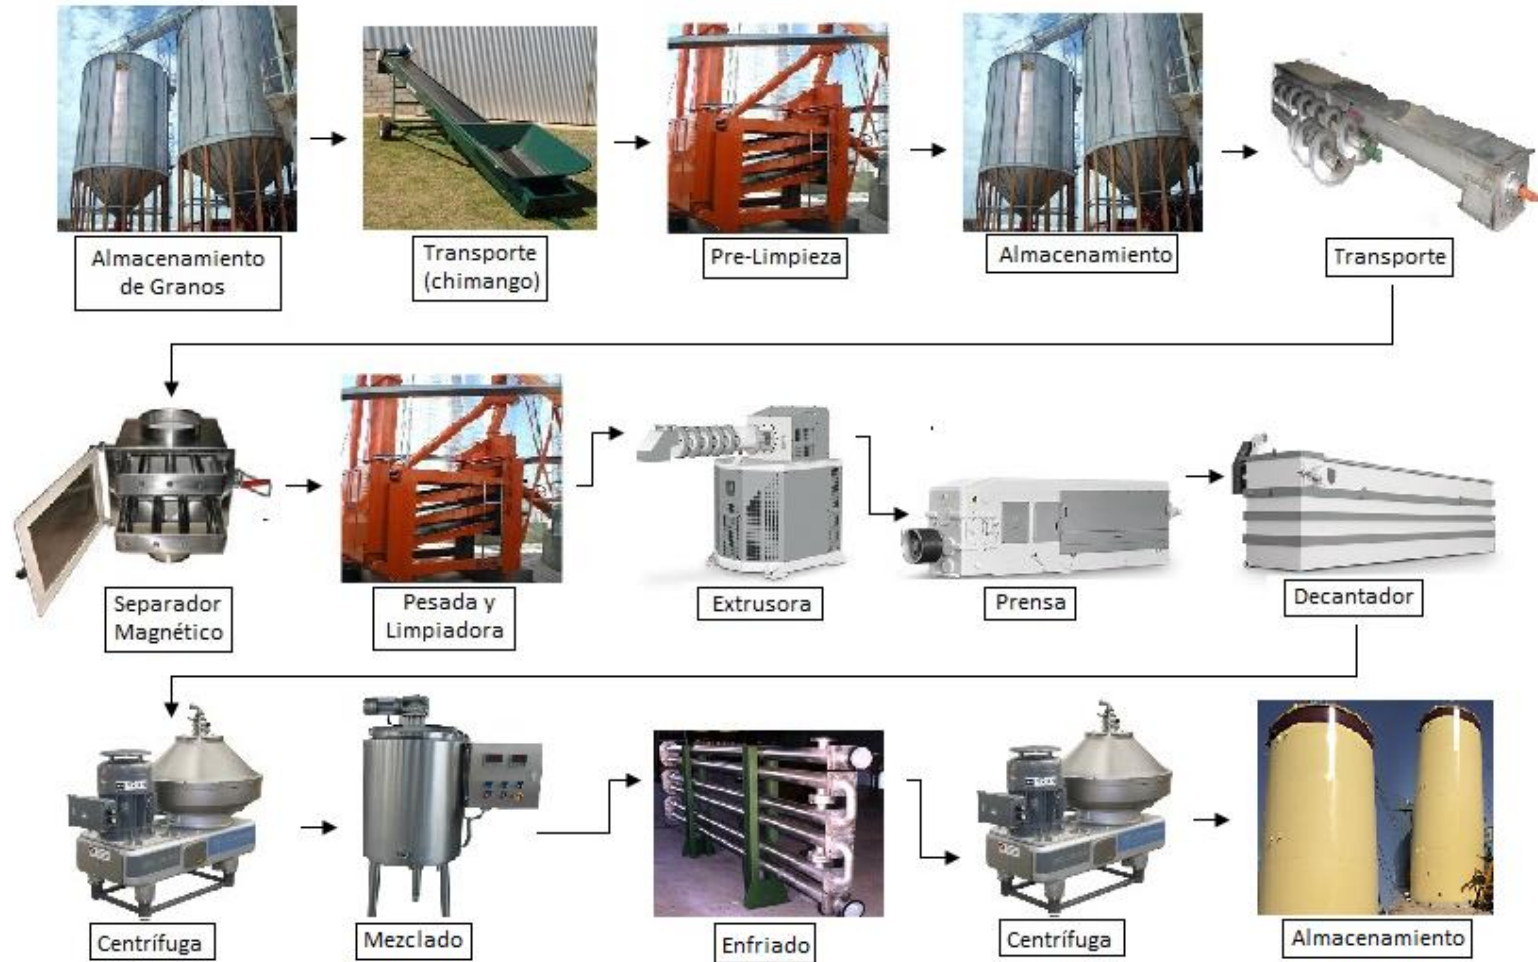 Almacenamiento
de Granos
Transporte
(chimango)
Pre-Limpieza
Almacenamiento
Transporte
Separador
Magnético
Pesada y
Limpiadora
Extrusora
Prensa
Decantador
Centrífuga
Mezclado
Enfriado
Centrífuga
Almacenamiento